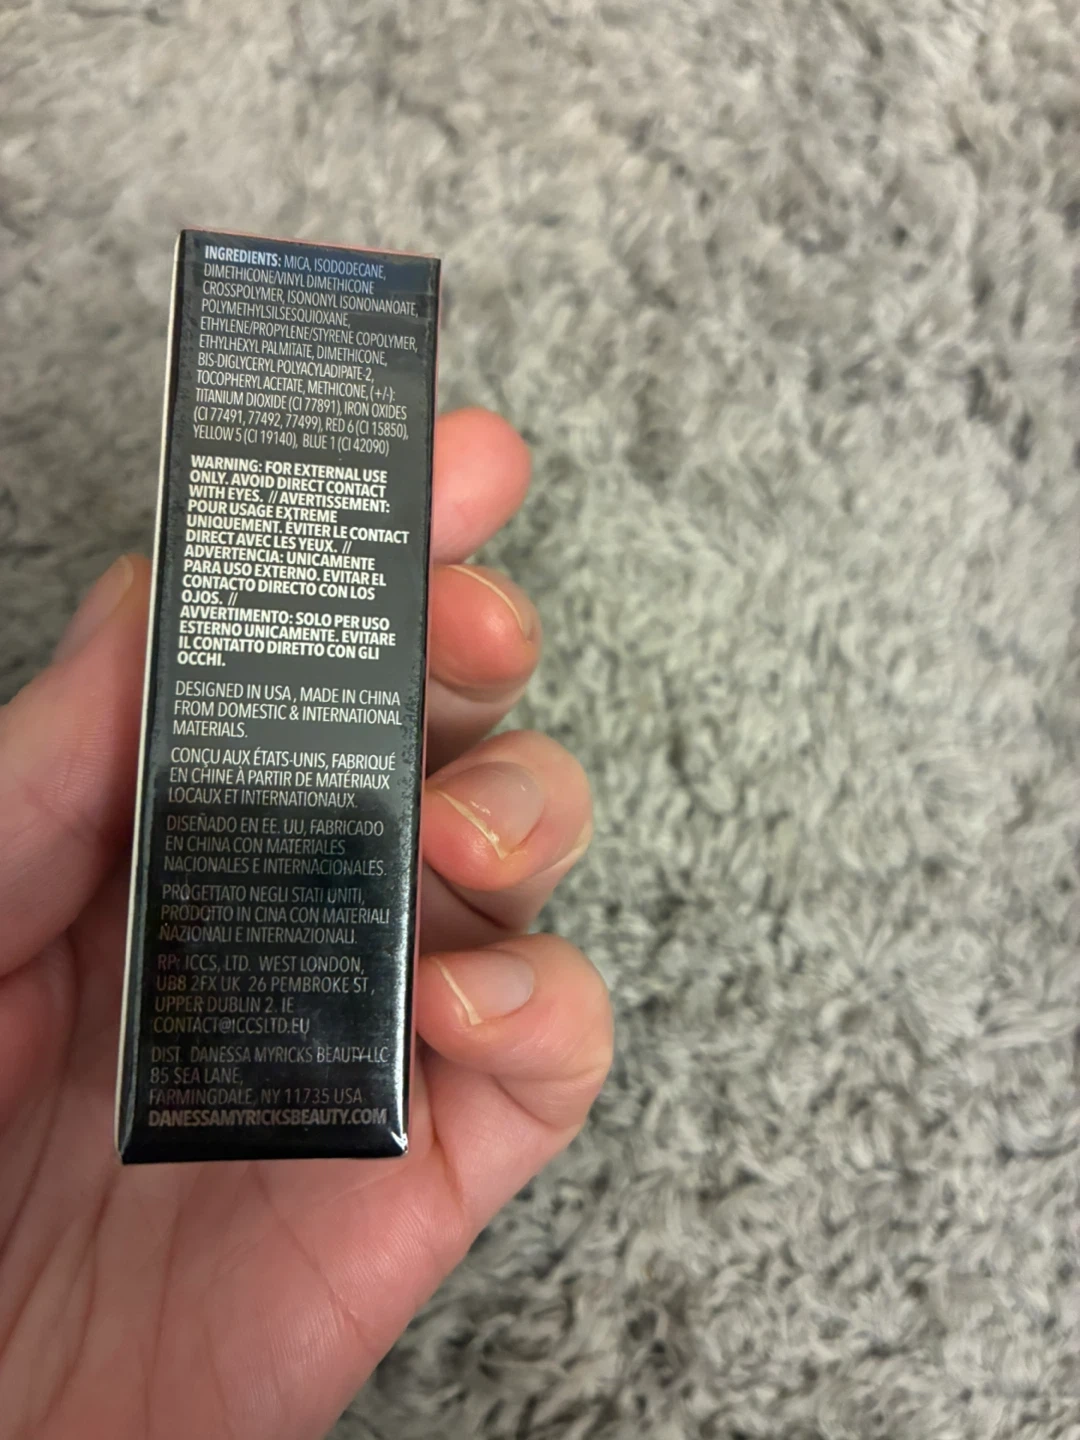 INGREDIENTS: MICA, ISODODECANE,
DIMETHICONE/VINYL DIMETHICONE
CROSSPOLYMER, ISONONYL ISONONANOATE,
POLYMETHYLSILSESQUIOXANE,
ETHYLENE/PROPYLENE/STYRENE COPOLYMER,
ETHYLHEXYL PALMITATE, DIMETHICONE,
BIS-DIGLYCERYL POLYACYLADIPATE-2,
TOCOPHERYL ACETATE, METHICONE, (+/-):
TITANIUM DIOXIDE (CI 77891), IRON OXIDES
(CI 77491, 77492, 77499), RED 6 (CI 15850),
YELLOW 5 (CI 19140), BLUE 1 (CI 42090)
WARNING: FOR EXTERNAL USE
ONLY. AVOID DIRECT CONTACT
WITH EYES. // AVERTISSEMENT:
POUR USAGE EXTREME
UNIQUEMENT. ÉVITER LE CONTACT
DIRECT AVEC LES YEUX. //
ADVERTENCIA: UNICAMENTE
PARA USO EXTERNO. EVITAR EL
CONTACTO DIRECTO CON LOS
OJOS. //
AVVERTIMENTO: SOLO PER USO
ESTERNO UNICAMENTE. EVITARE
IL CONTATTO DIRETTO CON GLI
OCCHI.
DESIGNED IN USA, MADE IN CHINA
FROM DOMESTIC & INTERNATIONAL
MATERIALS.
CONÇU AUX ÉTATS-UNIS, FABRIQUÉ
EN CHINE À PARTIR DE MATÉRIAUX
LOCAUX ET INTERNATIONAUX.
DISEÑADO EN EE. UU, FABRICADO
EN CHINA CON MATERIALES
NACIONALES E INTERNACIONALES.
PROGETTATO NEGLI STATI UNITI,
PRODOTTO IN CINA CON MATERIALI
NAZIONALI E INTERNAZIONALI.
RP: ICCS, LTD. WEST LONDON,
UB8 2FX UK 26 PEMBROKE ST,
UPPER DUBLIN 2. IE
CONTACT@ICCSLTD.EU
DIST. DANESSA MYRICKS BEAUTY LLC
85 SEA LANE,
FARMINGDALE, NY 11735 USA
DANESSAMYRICKSBEAUTY.COM